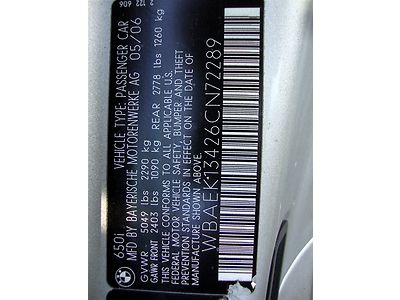 650i
VEHICLE TYPE: PASSENGER CAR
MFD BY BAYERISCHE MOTORENWERKE AG 05/06
GVWR 5049 lbs 2290 kg
GAWR FRONT 2403 lbs 1090 kg REAR 2778 lbs 1260 kg
THIS VEHICLE CONFORMS TO ALL APPLICABLE U.S.
FEDERAL MOTOR VEHICLE SAFETY, BUMPER AND THEFT
PREVENTION STANDARDS IN EFFECT ON THE DATE OF
MANUFACTURE SHOWN ABOVE.
WBAEK13426CN72289